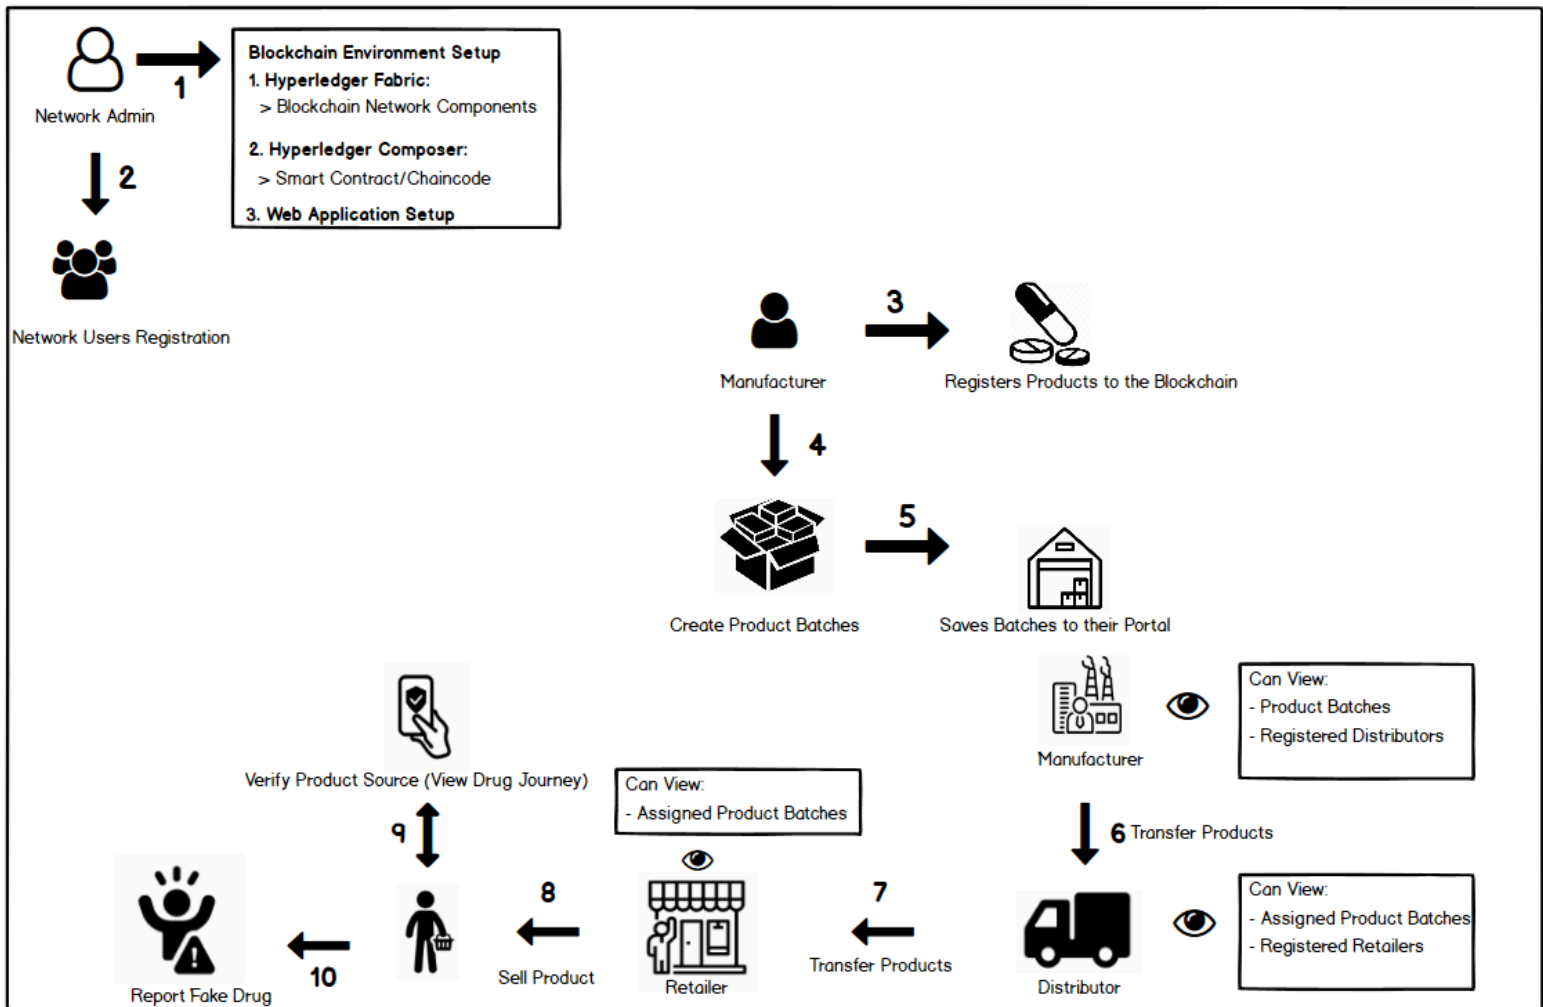 1
Network Admin
Blockchain Environment Setup
1. Hyperledger Fabric:
> Blockchain Network Components
2. Hyperledger Composer:
> Smart Contract/Chaincode
3. Web Application Setup
2
Network Users Registration
3
Manufacturer
Registers Products to the Blockchain
4
5
Create Product Batches
Saves Batches to their Portal
Manufacturer
Can View:
- Product Batches
- Registered Distributors
6 Transfer Products
Distributor
Can View:
- Assigned Product Batches
- Registered Retailers
7
Transfer Products
Can View:
- Assigned Product Batches
Retailer
8
Sell Product
Verify Product Source (View Drug Journey)
9
10
Report Fake Drug